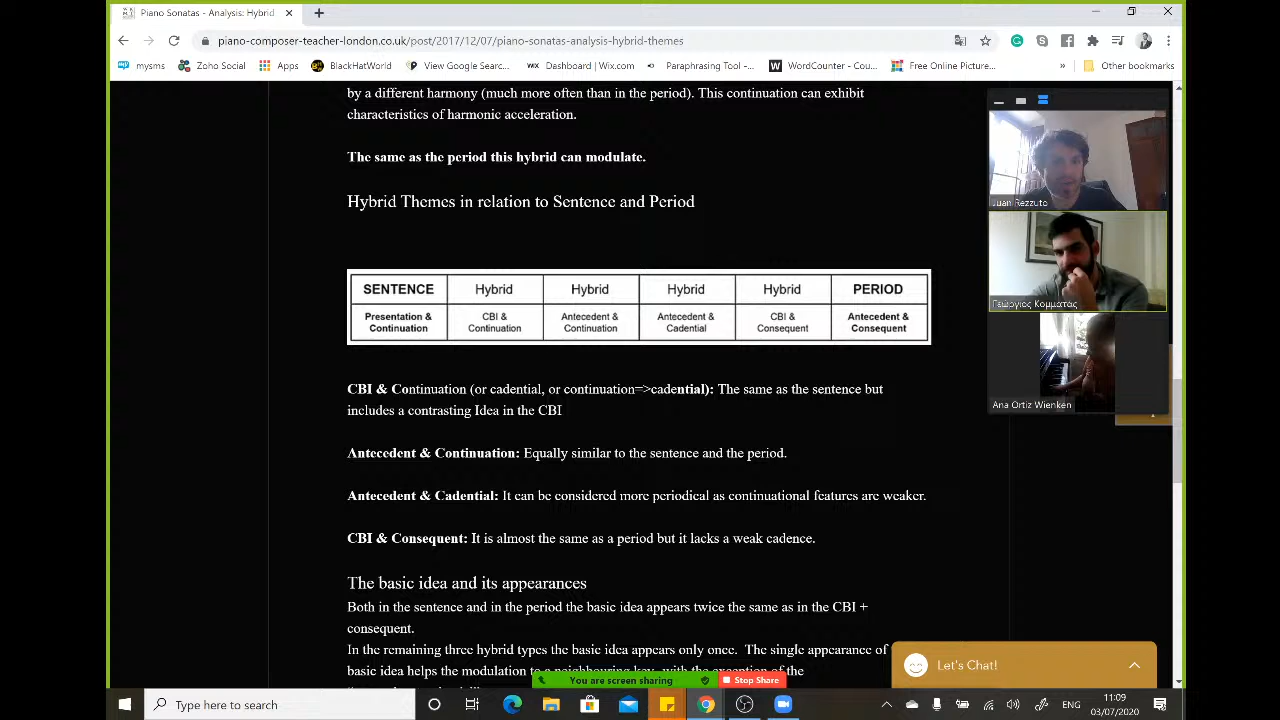 Piano Sonatas - Analysis: Hybrid
piano-composer-teacher-london.co.uk/post/2017/12/07/piano-sonatas-analysis-hybrid-themes
mysms Zoho Social Apps BlackHatWorld View Google Searc... Dashboard | Wix.com Paraphrasing Tool -... WordCounter - Cou... Free Online Picture... » Other bookmarks
by a different harmony (much more often than in the period). This continuation can exhibit
characteristics of harmonic acceleration.
The same as the period this hybrid can modulate.
Hybrid Themes in relation to Sentence and Period
SENTENCE Hybrid Hybrid Hybrid Hybrid PERIOD
Presentation & CBI & Antecedent & Antecedent & CBI & Antecedent &
Continuation Continuation Continuation Cadential Consequent Consequent
CBI & Continuation (or cadential, or continuation=>cadential): The same as the sentence but
includes a contrasting Idea in the CBI
Antecedent & Continuation: Equally similar to the sentence and the period.
Antecedent & Cadential: It can be considered more periodical as continuational features are weaker.
CBI & Consequent: It is almost the same as a period but it lacks a weak cadence.
The basic idea and its appearances
Both in the sentence and in the period the basic idea appears twice the same as in the CBI +
consequent.
In the remaining three hybrid types the basic idea appears only once. The single appearance of
basic idea helps the modulation to a neighbouring key, with the exception of the
Juan Rezzuto
Γεώργιος Κομματας
Ana Ortiz Wienken
Let's Chat!
You are screen sharing
Stop Share
Type here to search
ENG
11:09
03/07/2020